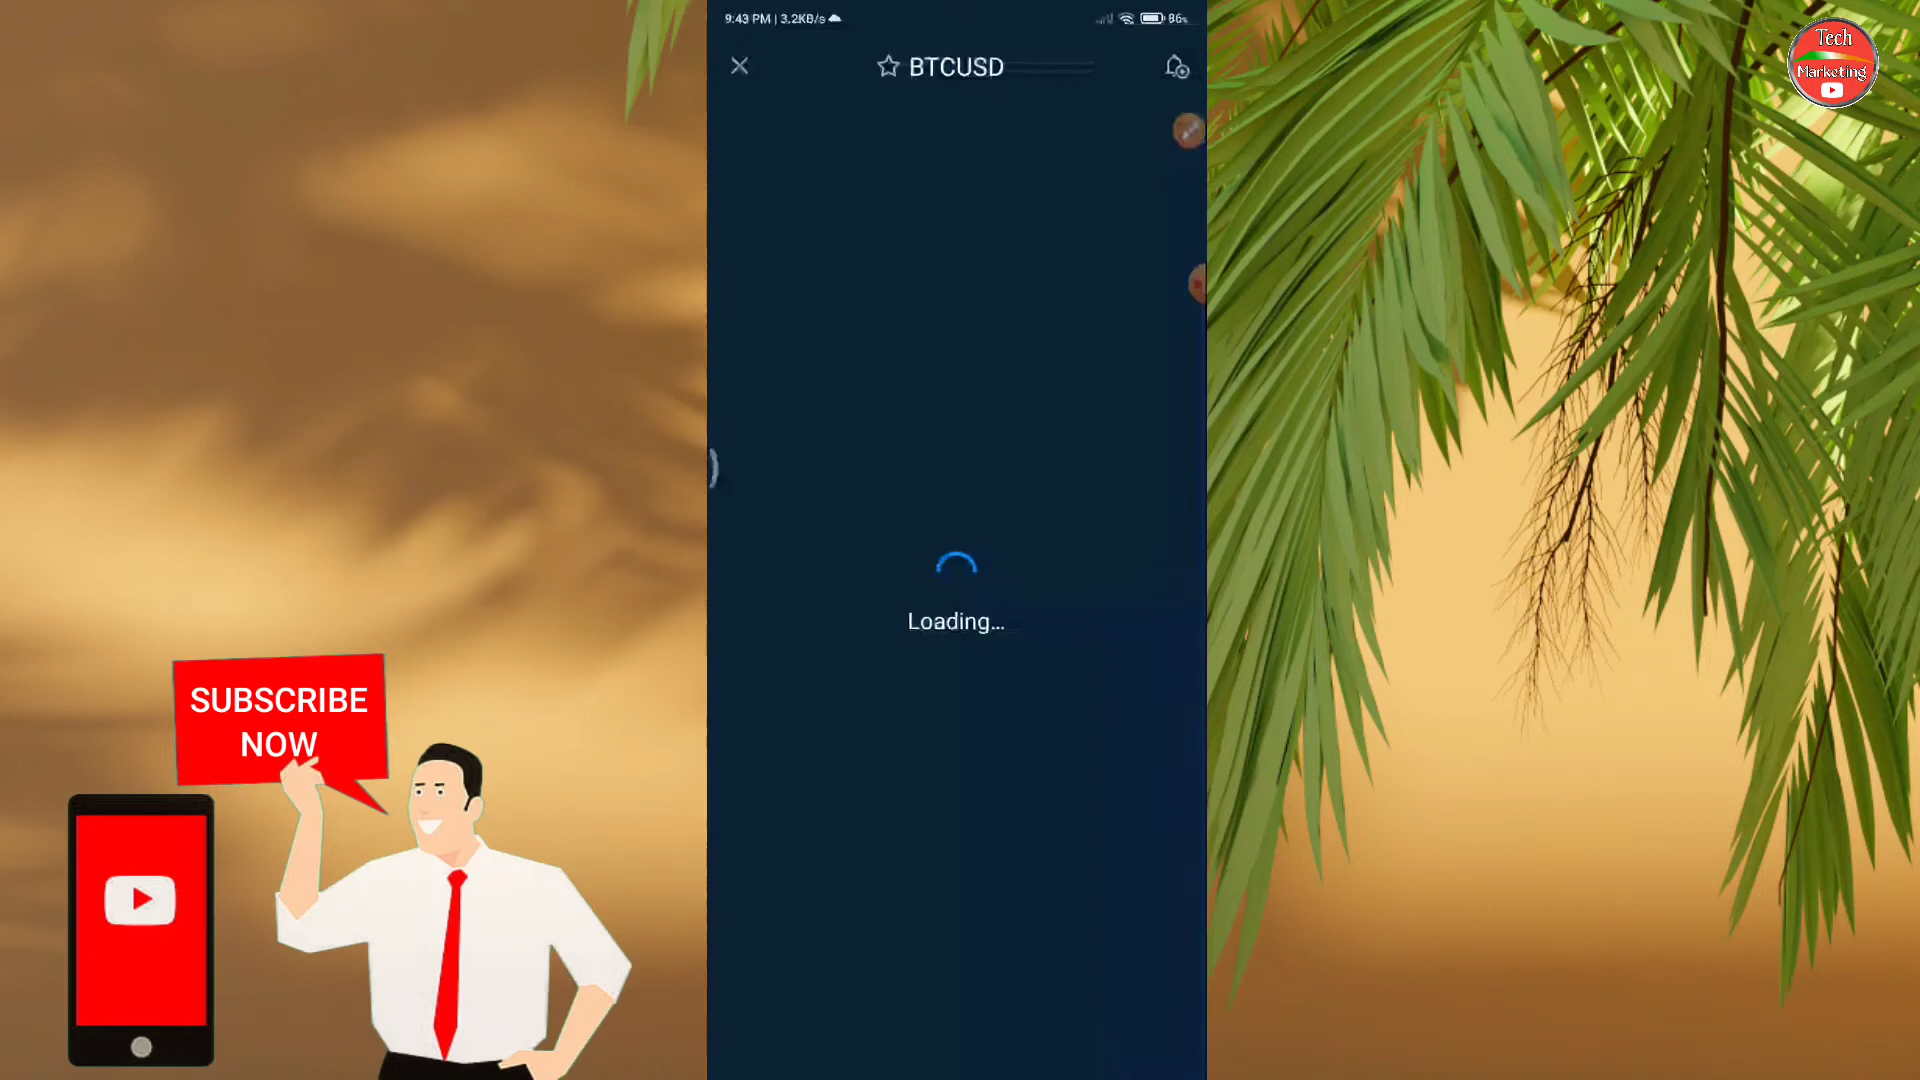 9:43 PM | 3.2KB/s
86%
BTCUSD
Loading...
SUBSCRIBE
NOW
Tech
Marketing